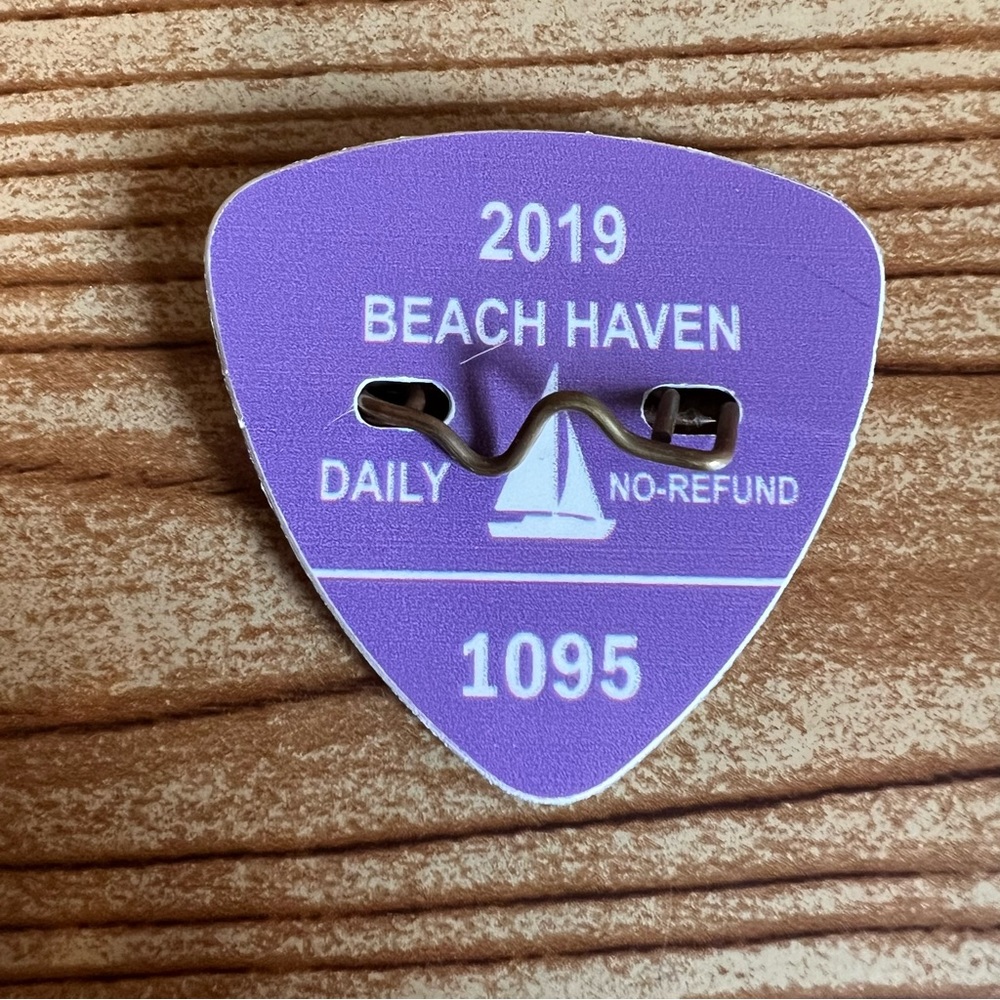 2019
BEACH HAVEN
DAILY NO-REFUND
1095